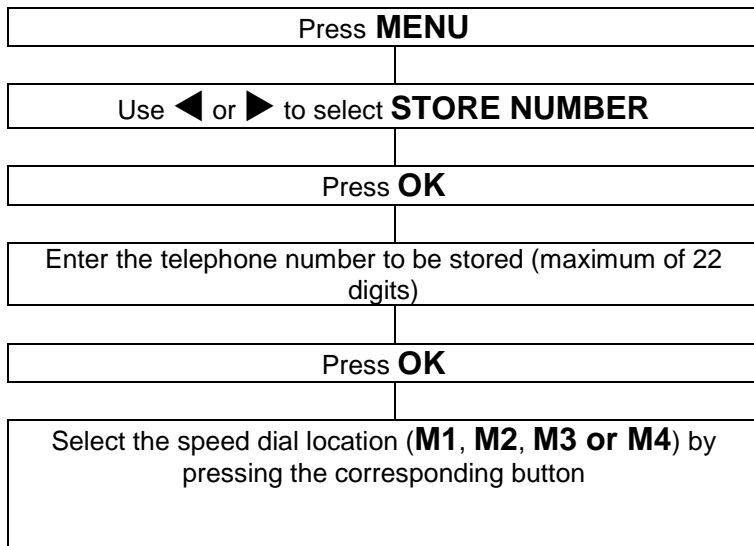 Press MENU
Use ◀ or ▶ to select STORE NUMBER
Press OK
Enter the telephone number to be stored (maximum of 22
digits)
Press OK
Select the speed dial location (M1, M2, M3 or M4) by
pressing the corresponding button